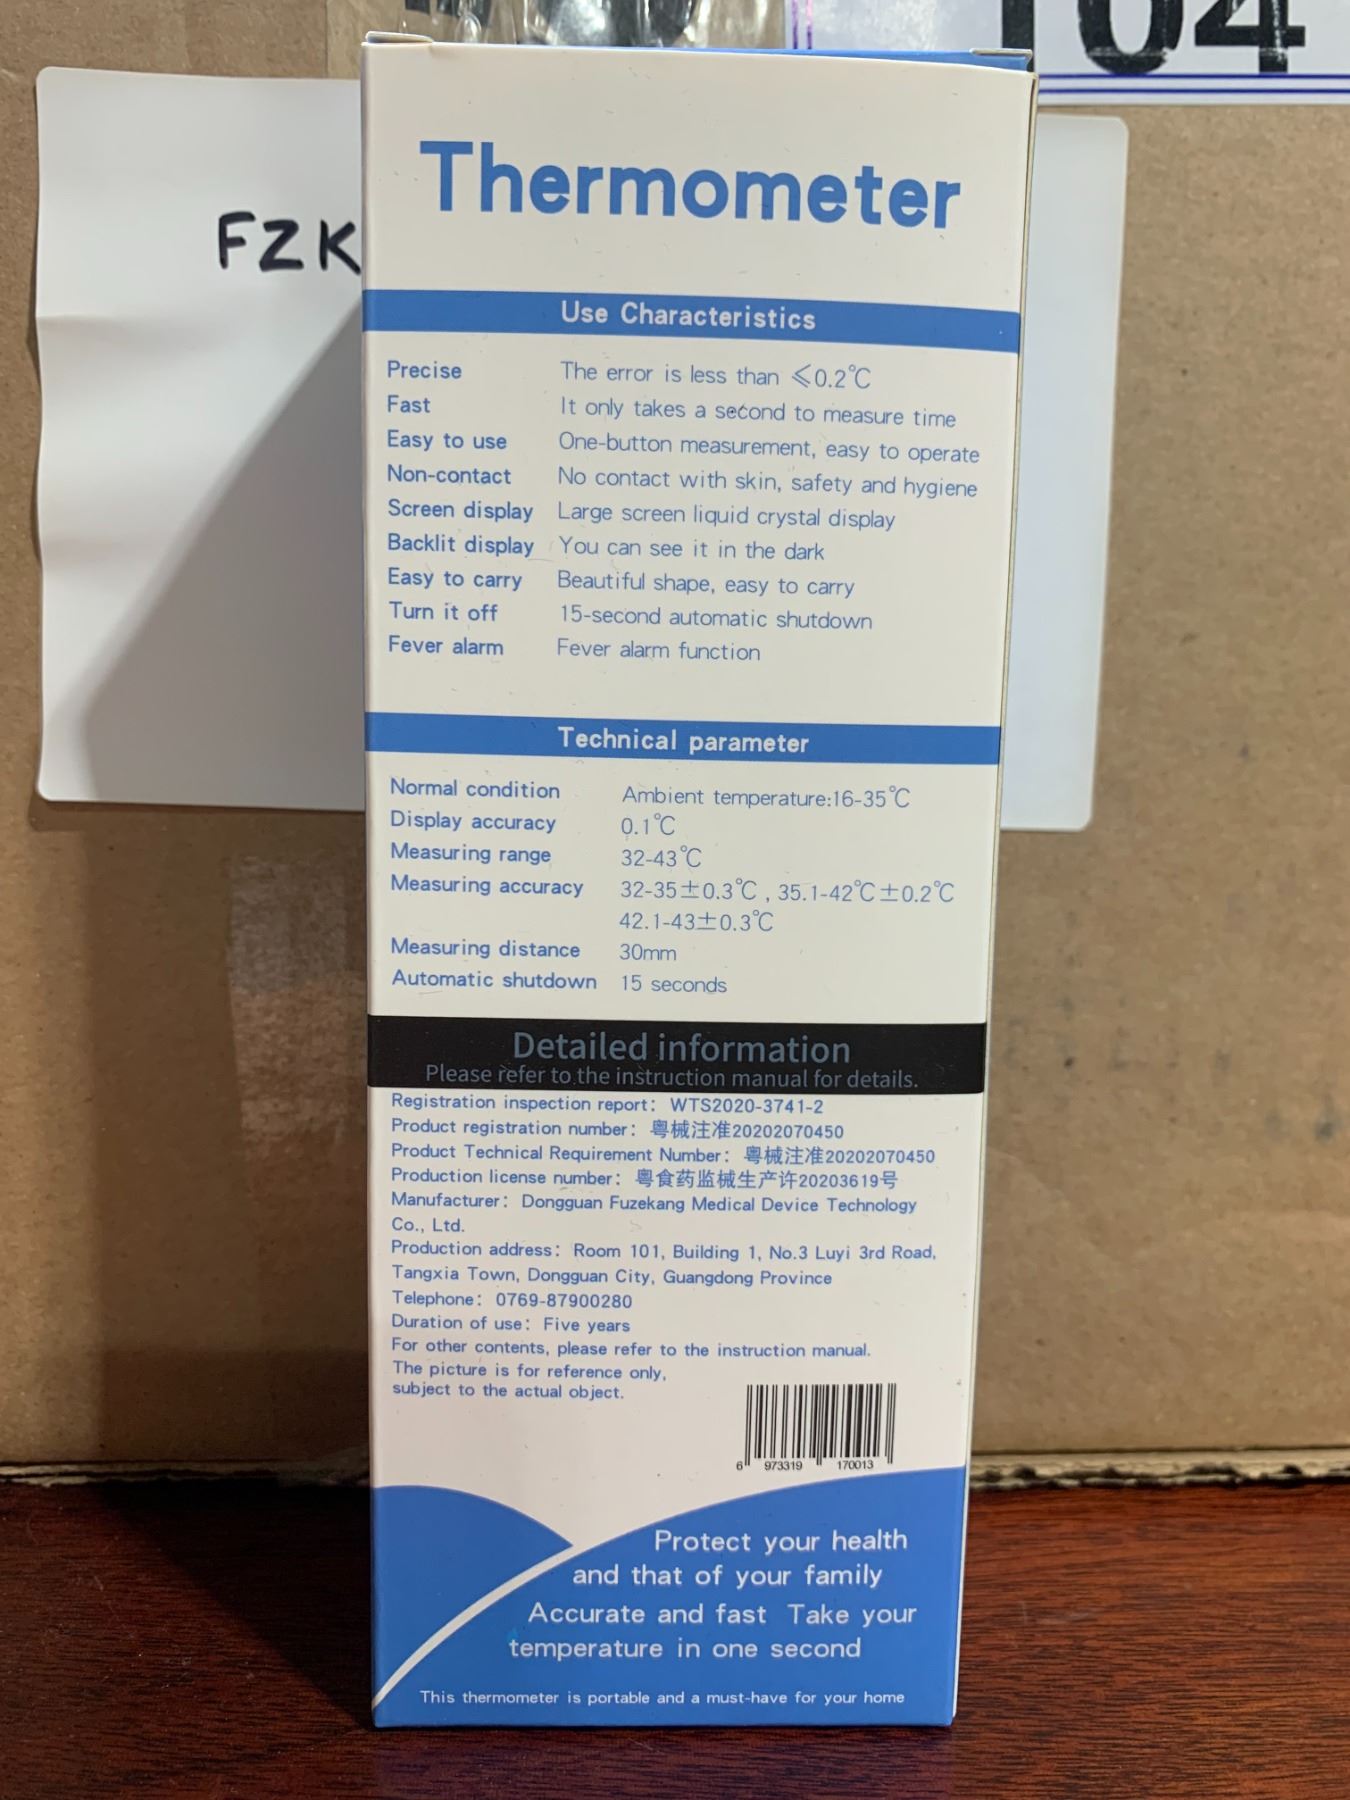 104
FZK
Thermometer
Use Characteristics
Precise The error is less than ≤0.2℃
Fast It only takes a second to measure time
Easy to use One-button measurement, easy to operate
Non-contact No contact with skin, safety and hygiene
Screen display Large screen liquid crystal display
Backlit display You can see it in the dark
Easy to carry Beautiful shape, easy to carry
Turn it off 15-second automatic shutdown
Fever alarm Fever alarm function
Technical parameter
Normal condition Ambient temperature:16-35℃
Display accuracy 0.1℃
Measuring range 32-43℃
Measuring accuracy 32-35±0.3℃ , 35.1-42℃±0.2℃
42.1-43±0.3℃
Measuring distance 30mm
Automatic shutdown 15 seconds
Detailed information
Please refer to the instruction manual for details.
Registration inspection report: WTS2020-3741-2
Product registration number: 粤械注准20202070450
Product Technical Requirement Number: 粤械注准20202070450
Production license number: 粤食药监械生产许20203619号
Manufacturer: Dongguan Fuzekang Medical Device Technology
Co., Ltd.
Production address: Room 101, Building 1, No.3 Luyi 3rd Road,
Tangxia Town, Dongguan City, Guangdong Province
Telephone: 0769-87900280
Duration of use: Five years
For other contents, please refer to the instruction manual.
The picture is for reference only,
subject to the actual object.
6 973319 170013
Protect your health
and that of your family
Accurate and fast Take your
temperature in one second
This thermometer is portable and a must-have for your home